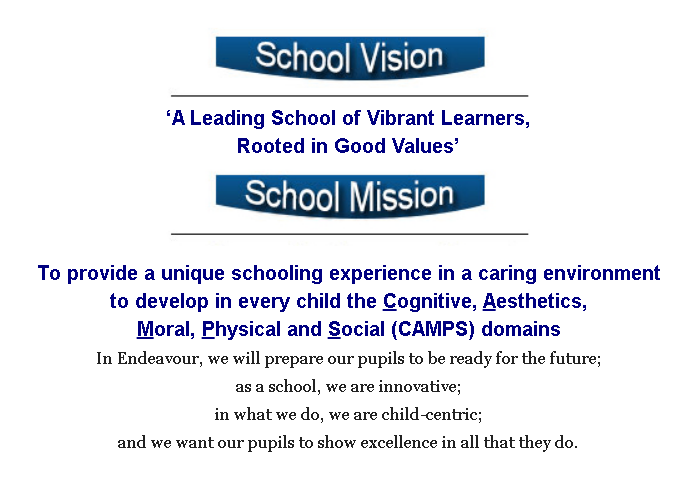 School Vision
‘A Leading School of Vibrant Learners,
Rooted in Good Values’
School Mission
To provide a unique schooling experience in a caring environment
to develop in every child the Cognitive, Aesthetics,
Moral, Physical and Social (CAMPS) domains
In Endeavour, we will prepare our pupils to be ready for the future;
as a school, we are innovative;
in what we do, we are child-centric;
and we want our pupils to show excellence in all that they do.